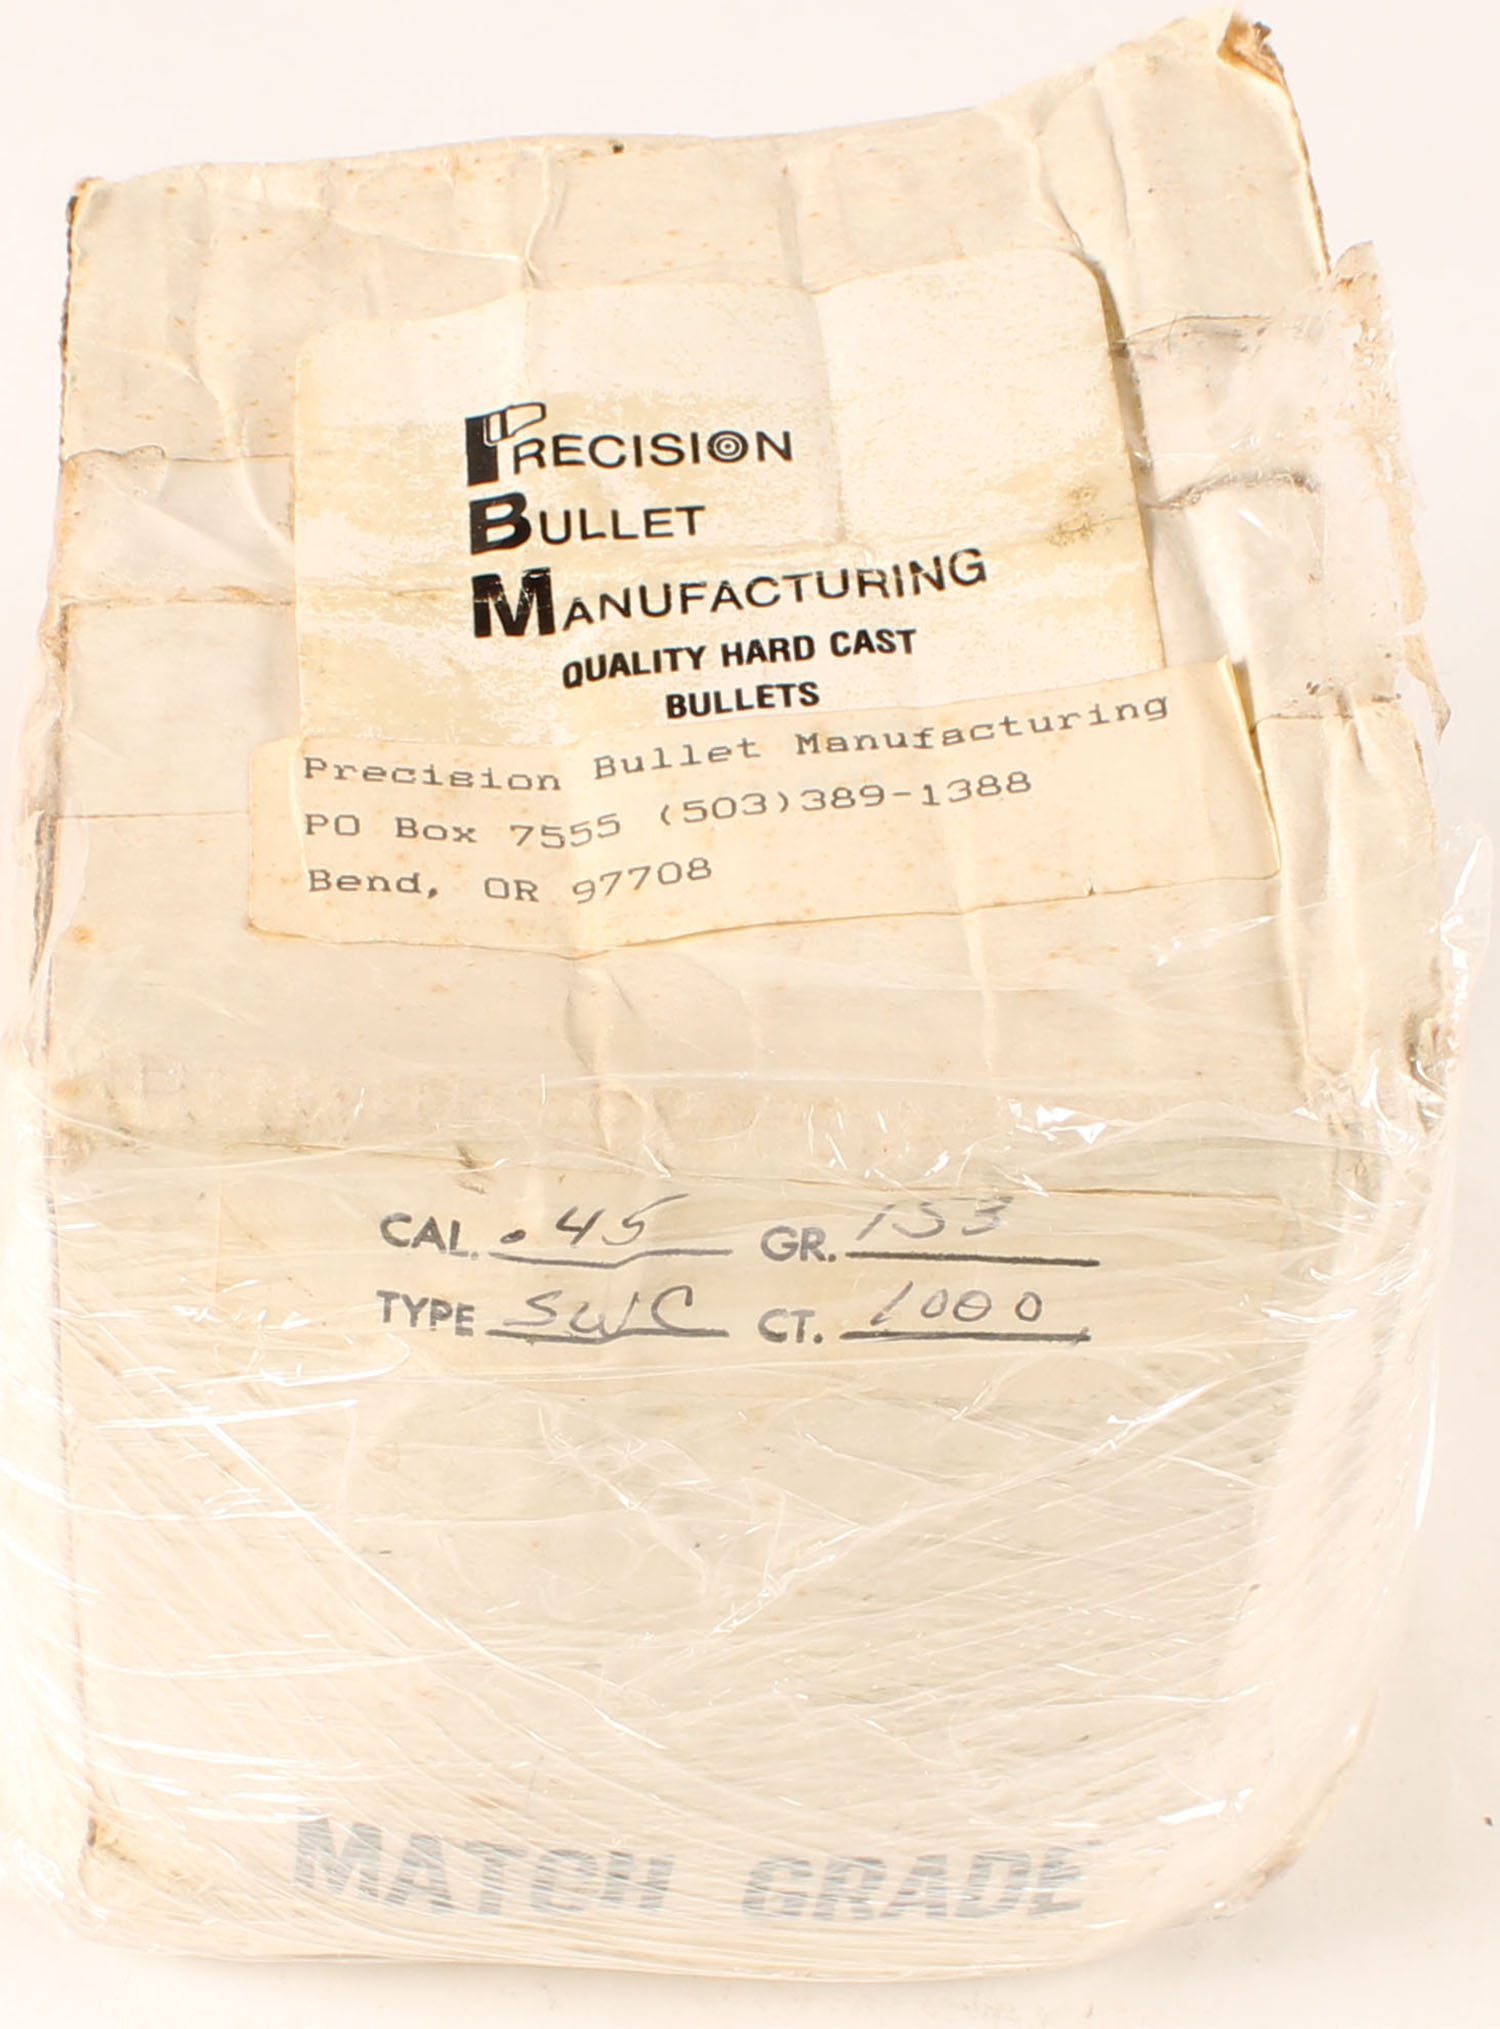 PRECISION
BULLET
MANUFACTURING
QUALITY HARD CAST
BULLETS
Precision Bullet Manufacturing
PO Box 7555 (503)389-1388
Bend, OR 97708
CAL. .45 GR. 155
TYPE SWC CT. 1000
MATCH GRADE